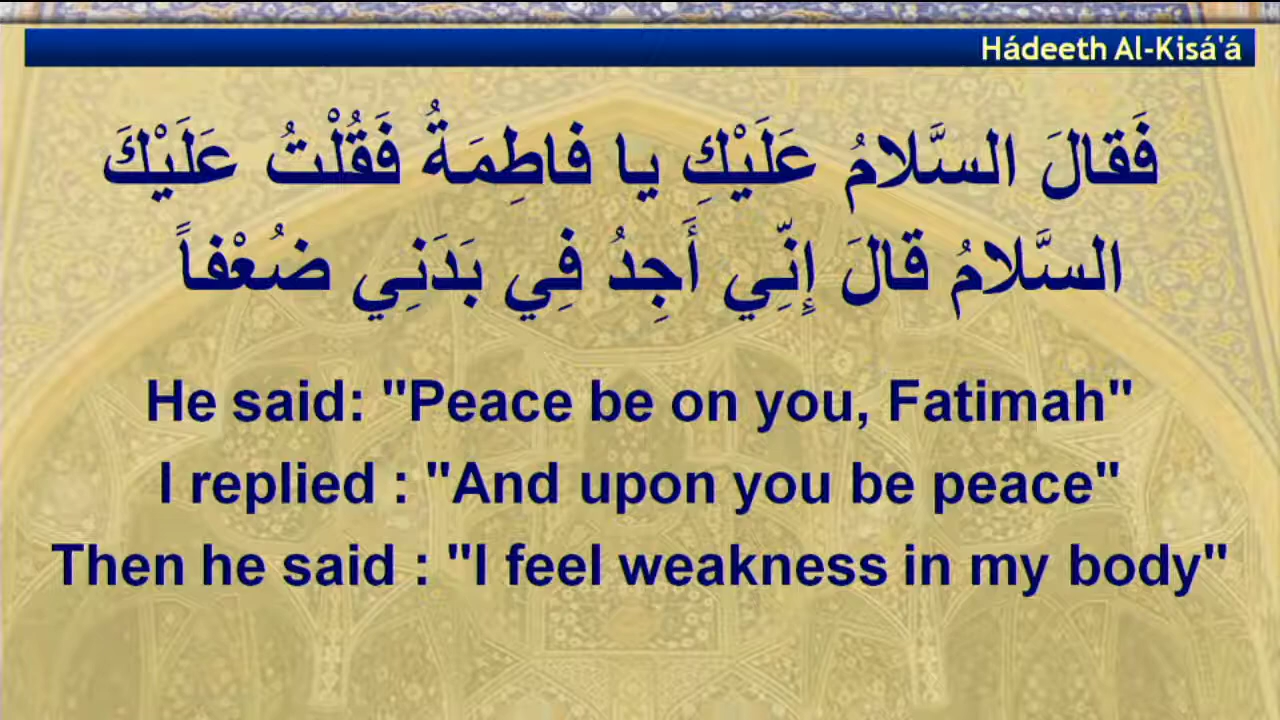 Hádeeth Al-Kisá'á
فَقالَ السَّلامُ عَلَيْكِ يا فاطِمَةُ فَقُلْتُ عَلَيْكَ
السَّلامُ قالَ إِنِّي أَجِدُ فِي بَدَنِي ضُعْفاً
He said: "Peace be on you, Fatimah"
I replied : "And upon you be peace"
Then he said : "I feel weakness in my body"